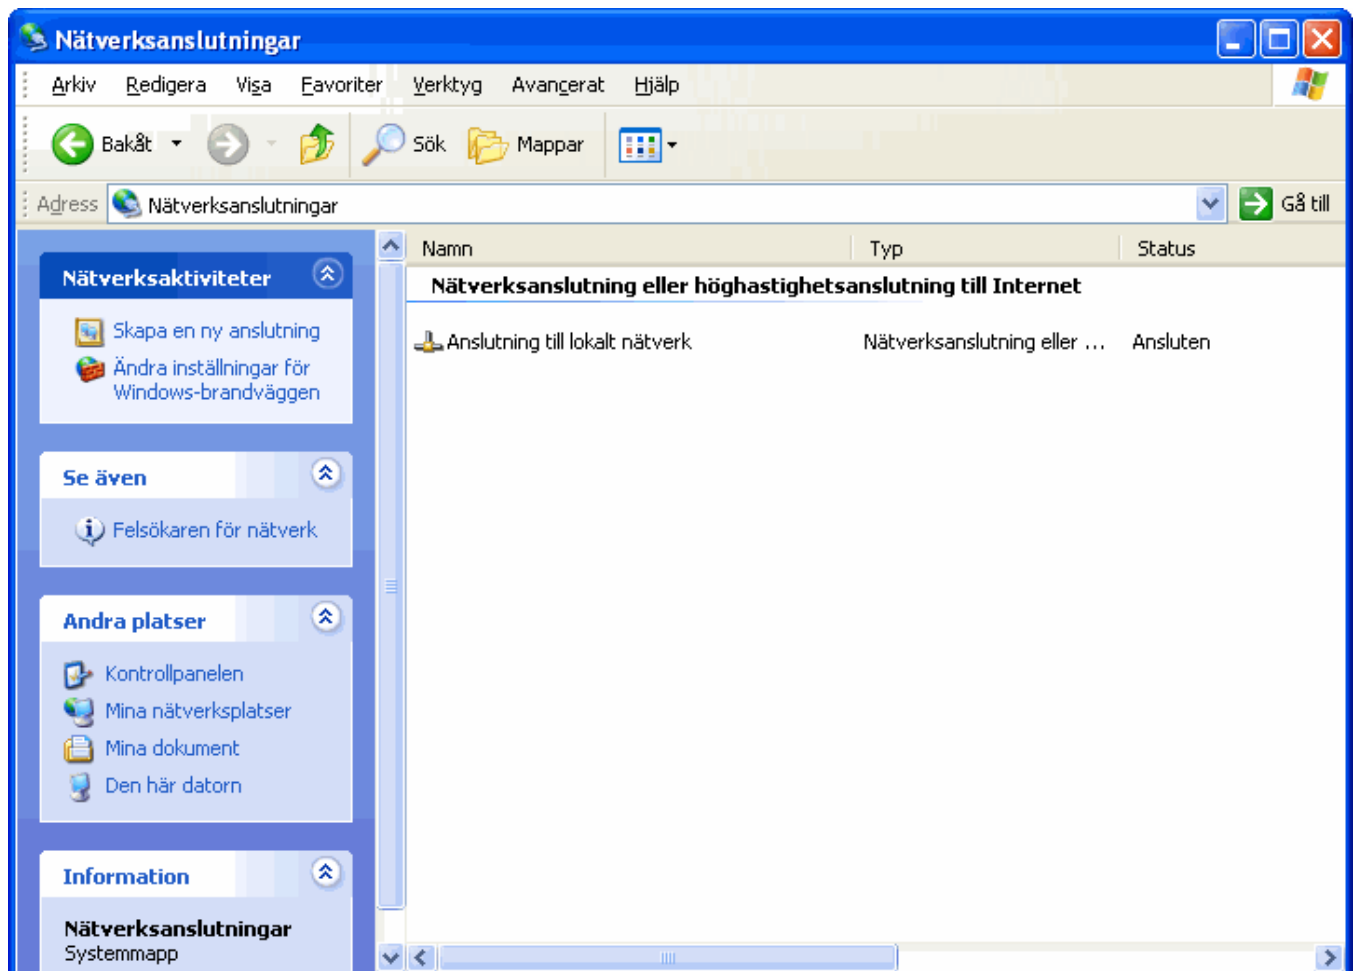 Nätverksanslutningar
Arkiv Redigera Visa Favoriter Verktyg Avancerat Hjälp
Bakåt Sök Mappar
Adress Nätverksanslutningar Gå till
Namn Typ Status
Nätverksaktiviteter
Nätverksanslutning eller höghastighetsanslutning till Internet
Skapa en ny anslutning
Anslutning till lokalt nätverk Nätverksanslutning eller ... Ansluten
Ändra inställningar för
Windows-brandväggen
Se även
Felsökaren för nätverk
Andra platser
Kontrollpanelen
Mina nätverksplatser
Mina dokument
Den här datorn
Information
Nätverksanslutningar
Systemmapp